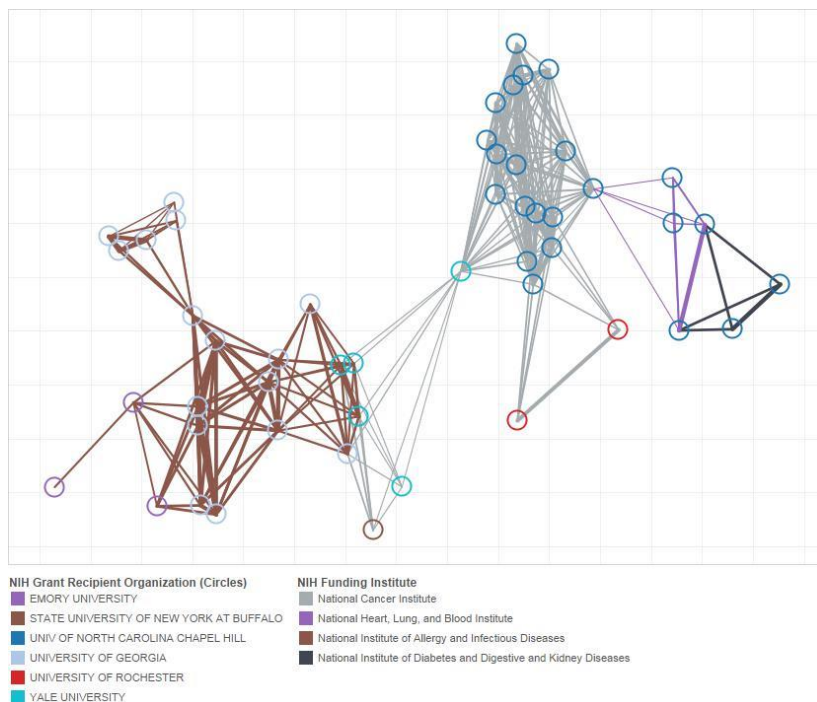 NIH Grant Recipient Organization (Circles)
EMORY UNIVERSITY
STATE UNIVERSITY OF NEW YORK AT BUFFALO
UNIV OF NORTH CAROLINA CHAPEL HILL
UNIVERSITY OF GEORGIA
UNIVERSITY OF ROCHESTER
YALE UNIVERSITY
NIH Funding Institute
National Cancer Institute
National Heart, Lung, and Blood Institute
National Institute of Allergy and Infectious Diseases
National Institute of Diabetes and Digestive and Kidney Diseases